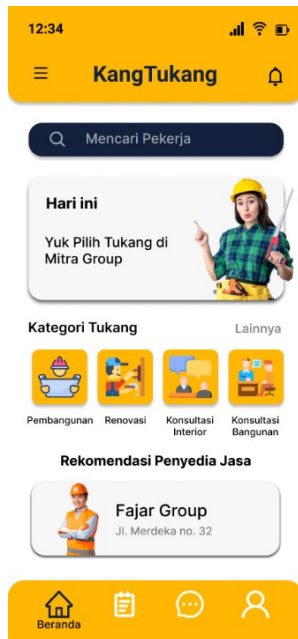 12:34
KangTukang
Mencari Pekerja
Hari ini
Yuk Pilih Tukang di
Mitra Group
Kategori Tukang
Lainnya
Pembangunan
Renovasi
Konsultasi
Interior
Konsultasi
Bangunan
Rekomendasi Penyedia Jasa
Fajar Group
Jl. Merdeka no. 32
Beranda